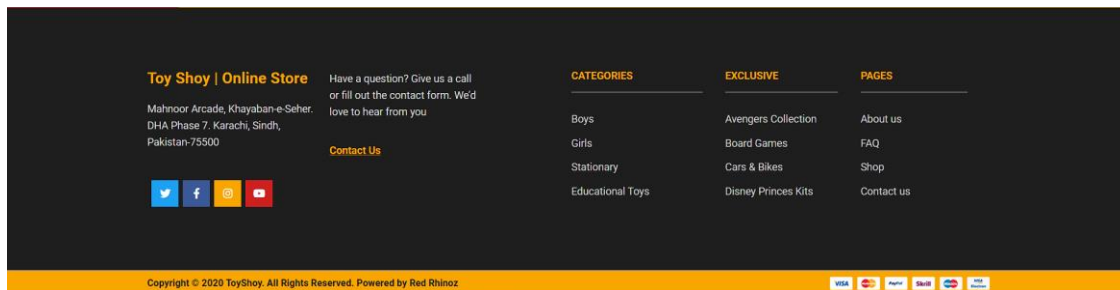 Toy Shoy | Online Store
Mahnoor Arcade, Khayaban-e-Seher.
DHA Phase 7. Karachi, Sindh,
Pakistan-75500
Have a question? Give us a call
or fill out the contact form. We'd
love to hear from you
Contact Us
CATEGORIES
Boys
Girls
Stationary
Educational Toys
EXCLUSIVE
Avengers Collection
Board Games
Cars & Bikes
Disney Princes Kits
PAGES
About us
FAQ
Shop
Contact us
Copyright © 2020 ToyShoy. All Rights Reserved. Powered by Red Rhinoz
VISA PayPal Skrill VISA